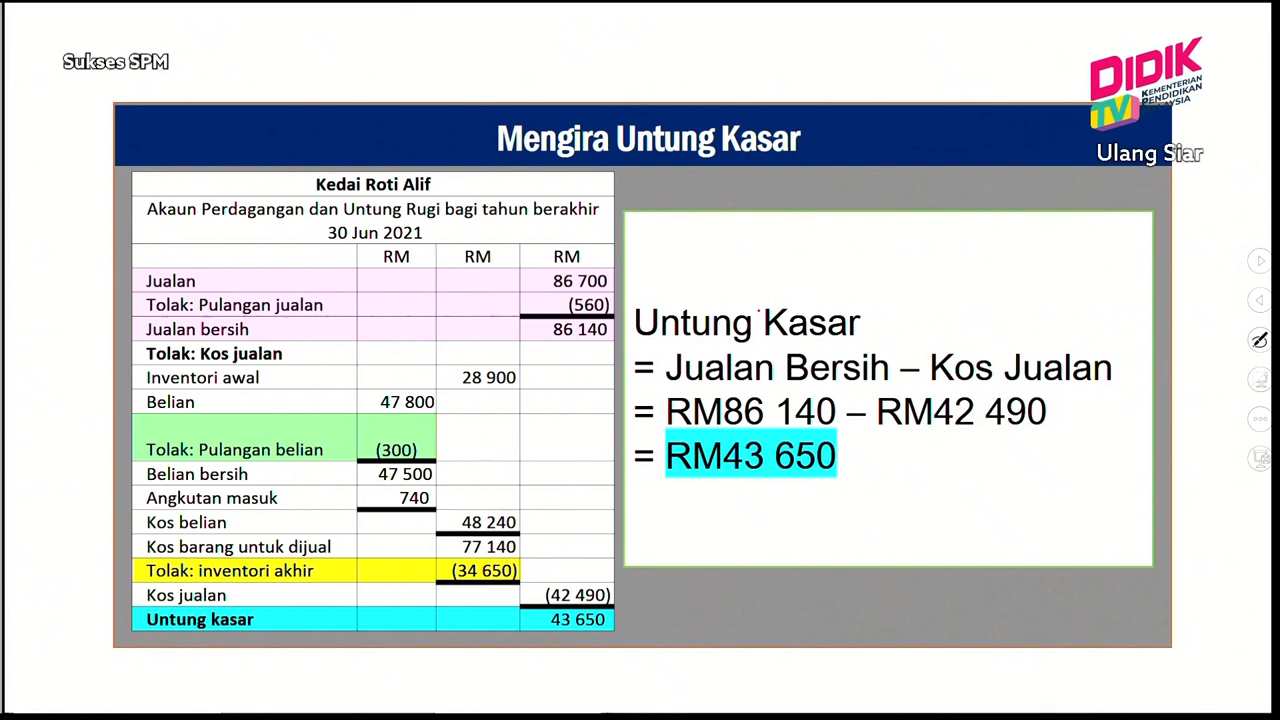 Sukses SPM
DIDIK
TV
KEMENTERIAN
PENDIDIKAN
MALAYSIA
Ulang Siar
Mengira Untung Kasar
Kedai Roti Alif
Akaun Perdagangan dan Untung Rugi bagi tahun berakhir
30 Jun 2021
RM RM RM
Jualan 86 700
Tolak: Pulangan jualan (560)
Jualan bersih 86 140
Tolak: Kos jualan
Inventori awal 28 900
Belian 47 800
Tolak: Pulangan belian (300)
Belian bersih 47 500
Angkutan masuk 740
Kos belian 48 240
Kos barang untuk dijual 77 140
Tolak: inventori akhir (34 650)
Kos jualan (42 490)
Untung kasar 43 650
Untung Kasar
= Jualan Bersih – Kos Jualan
= RM86 140 – RM42 490
= RM43 650